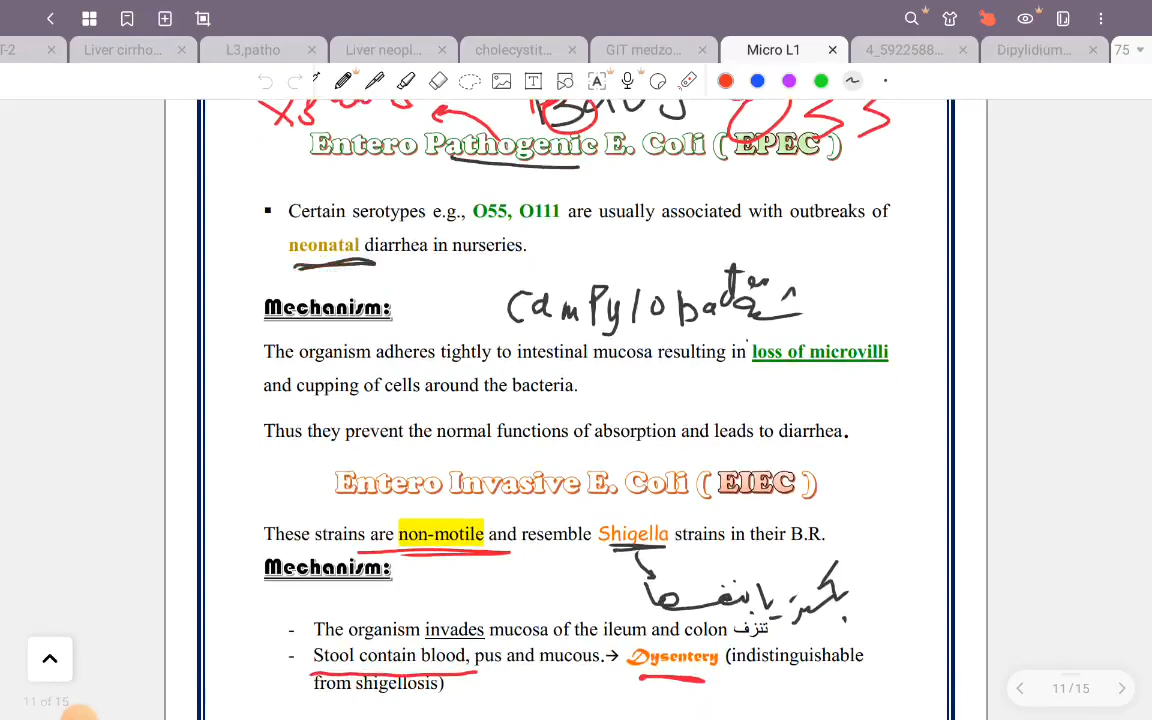 T-2
Liver cirrho...
L3,patho
Liver neopl...
cholecystit...
GIT medzo...
Micro L1
4_5922588...
Dipylidium...
75
Entero Pathogenic E. Coli ( EPEC )
▪ Certain serotypes e.g., O55, O111 are usually associated with outbreaks of
neonatal diarrhea in nurseries.
Mechanism:
The organism adheres tightly to intestinal mucosa resulting in loss of microvilli
and cupping of cells around the bacteria.
Thus they prevent the normal functions of absorption and leads to diarrhea.
Entero Invasive E. Coli ( EIEC )
These strains are non-motile and resemble Shigella strains in their B.R.
Mechanism:
- The organism invades mucosa of the ileum and colon تنزف
- Stool contain blood, pus and mucous.→ Dysentery (indistinguishable
from shigellosis)
11 of 15
11/15